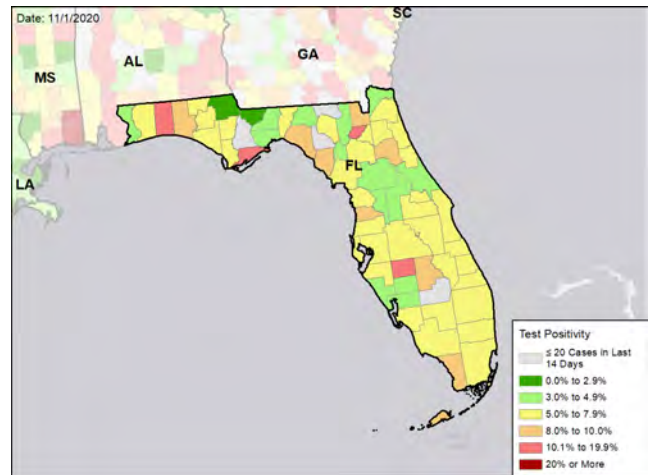 Date: 11/1/2020
SC
AL
GA
MS
LA
FL
Test Positivity
≤ 20 Cases in Last
14 Days
0.0% to 2.9%
3.0% to 4.9%
5.0% to 7.9%
8.0% to 10.0%
10.1% to 19.9%
20% or More